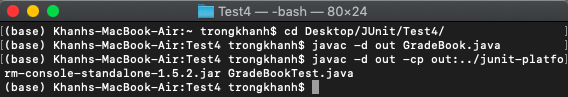 Test4 — -bash — 80×24
(base) Khanhs-MacBook-Air:~ trongkhanh$ cd Desktop/JUnit/Test4/
(base) Khanhs-MacBook-Air:Test4 trongkhanh$ javac -d out GradeBook.java
(base) Khanhs-MacBook-Air:Test4 trongkhanh$ javac -d out -cp out:../junit-platfo
rm-console-standalone-1.5.2.jar GradeBookTest.java
(base) Khanhs-MacBook-Air:Test4 trongkhanh$